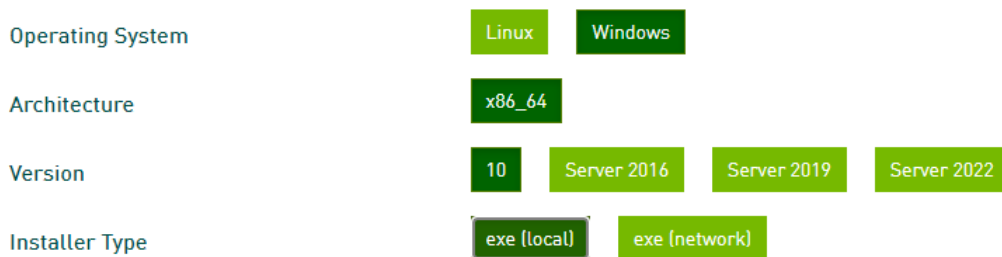 Operating System Linux Windows
Architecture x86_64
Version 10 Server 2016 Server 2019 Server 2022
Installer Type exe (local) exe (network)